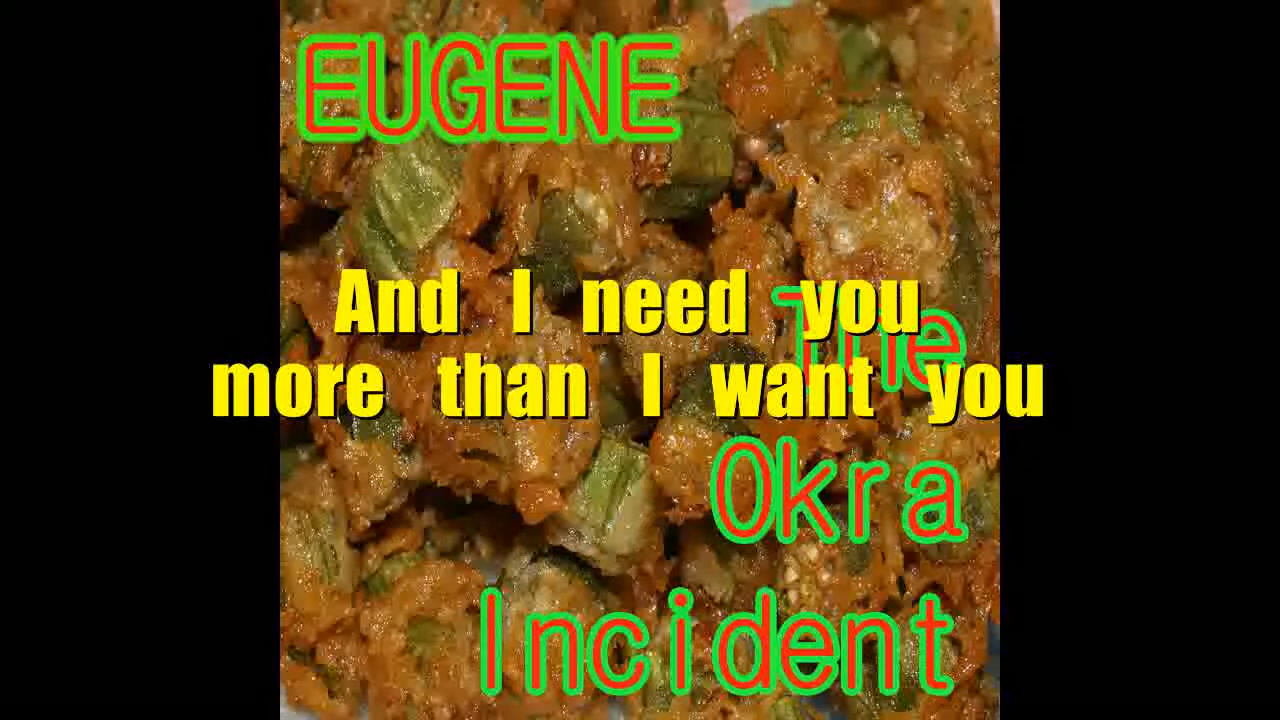 EUGENE
And I need you
The
more than I want you
Okra
Incident